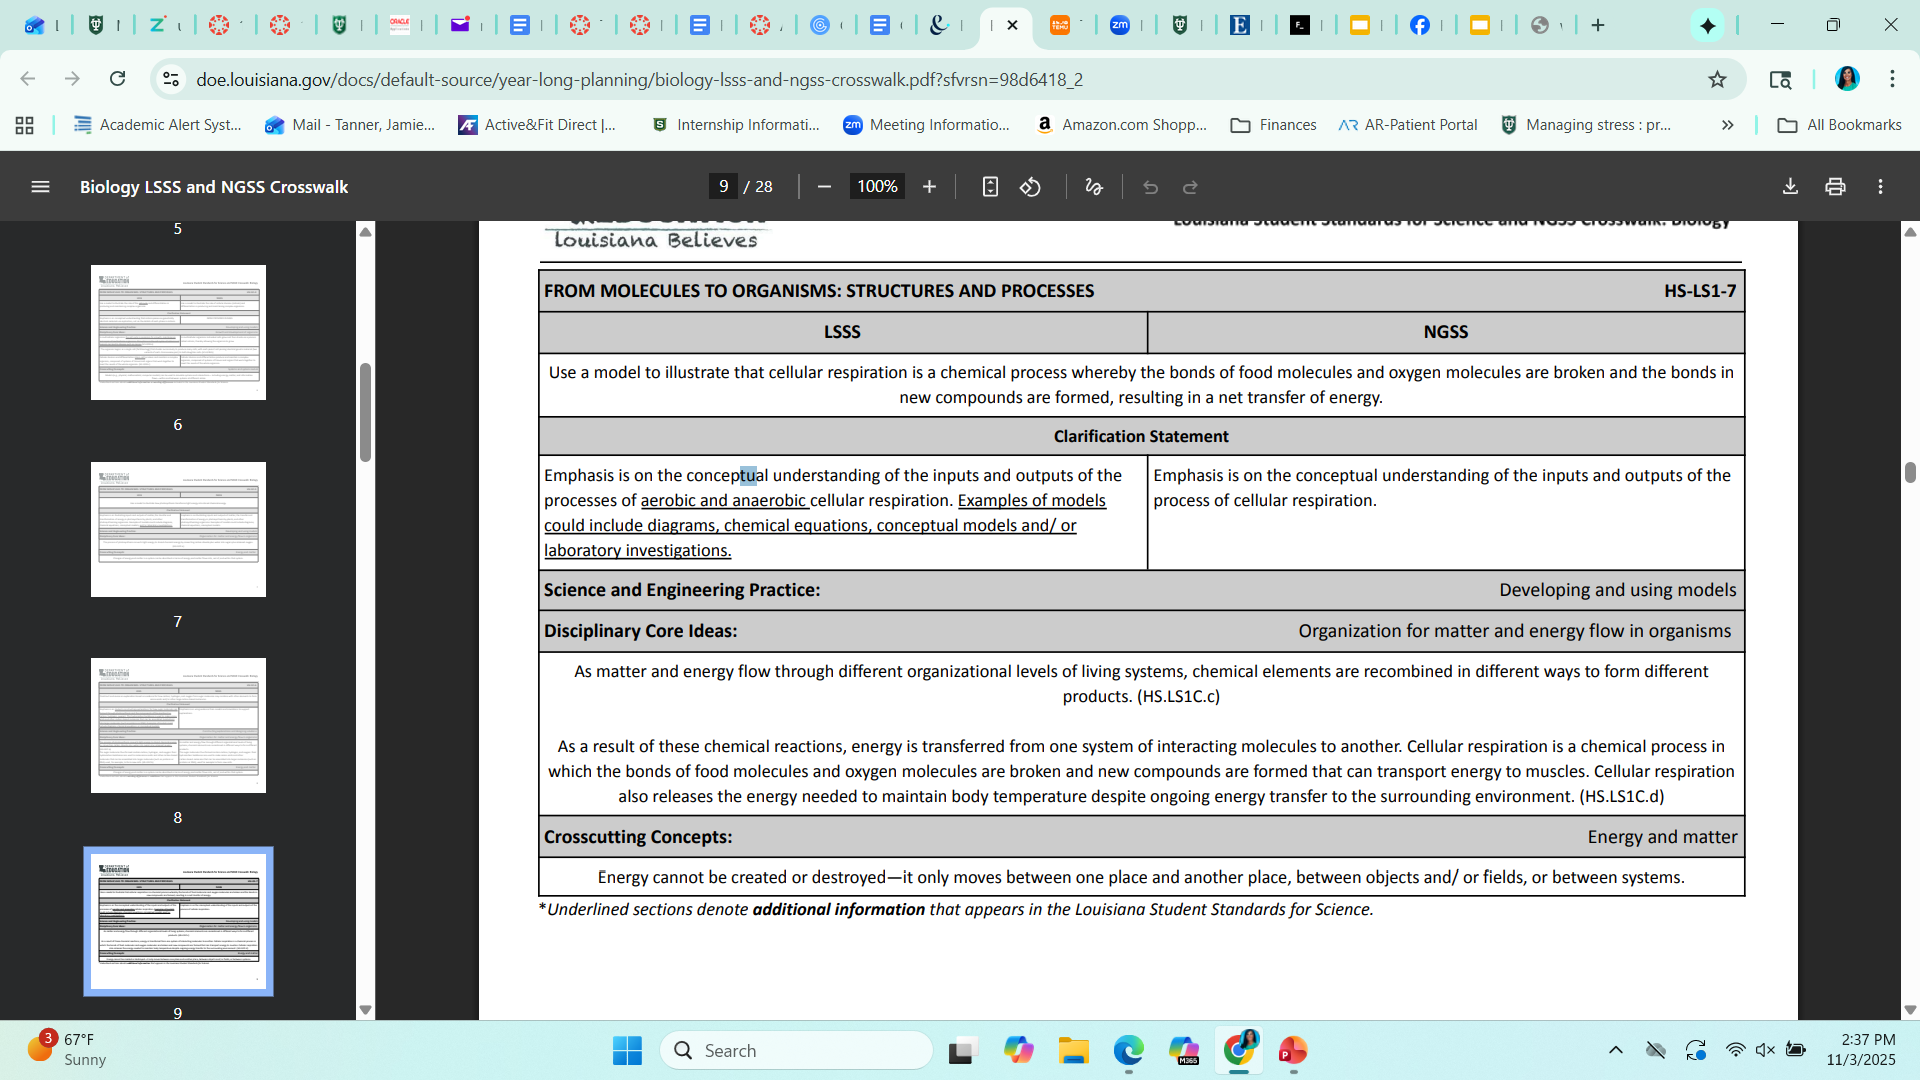 doe.louisiana.gov/docs/default-source/year-long-planning/biology-lsss-and-ngss-crosswalk.pdf?sfvrsn=98d6418_2
Academic Alert Syst...
Mail - Tanner, Jamie...
Active&Fit Direct |...
Internship Informati...
Meeting Informatio...
Amazon.com Shopp...
Finances
AR-Patient Portal
Managing stress : pr...
All Bookmarks
Biology LSSS and NGSS Crosswalk
9 / 28
100%
5
6
7
8
9
Louisiana Believes
Louisiana Student Standards for Science and NGSS Crosswalk: Biology
FROM MOLECULES TO ORGANISMS: STRUCTURES AND PROCESSES HS-LS1-7
LSSS
NGSS
Use a model to illustrate that cellular respiration is a chemical process whereby the bonds of food molecules and oxygen molecules are broken and the bonds in
new compounds are formed, resulting in a net transfer of energy.
Clarification Statement
Emphasis is on the conceptual understanding of the inputs and outputs of the
processes of aerobic and anaerobic cellular respiration. Examples of models
could include diagrams, chemical equations, conceptual models and/ or
laboratory investigations.
Emphasis is on the conceptual understanding of the inputs and outputs of the
process of cellular respiration.
Science and Engineering Practice: Developing and using models
Disciplinary Core Ideas: Organization for matter and energy flow in organisms
As matter and energy flow through different organizational levels of living systems, chemical elements are recombined in different ways to form different
products. (HS.LS1C.c)
As a result of these chemical reactions, energy is transferred from one system of interacting molecules to another. Cellular respiration is a chemical process in
which the bonds of food molecules and oxygen molecules are broken and new compounds are formed that can transport energy to muscles. Cellular respiration
also releases the energy needed to maintain body temperature despite ongoing energy transfer to the surrounding environment. (HS.LS1C.d)
Crosscutting Concepts: Energy and matter
Energy cannot be created or destroyed—it only moves between one place and another place, between objects and/ or fields, or between systems.
*Underlined sections denote additional information that appears in the Louisiana Student Standards for Science.
3
67°F
Sunny
Search
M365
2:37 PM
11/3/2025